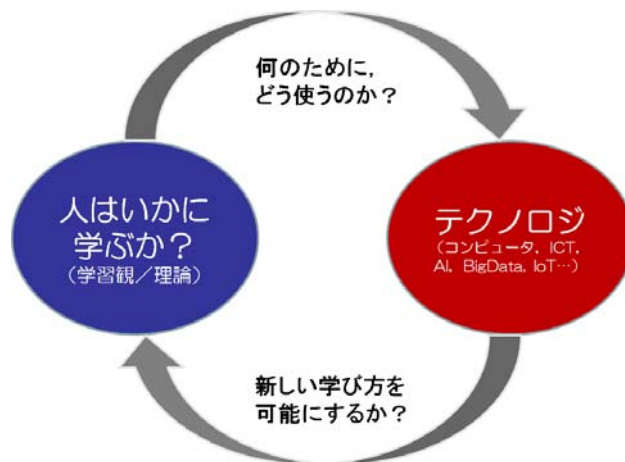 何のために，
どう使うのか？
人はいかに
学ぶか？
（学習観／理論）
テクノロジ
（コンピュータ，ICT，
AI，BigData，IoT…）
新しい学び方を
可能にするか？